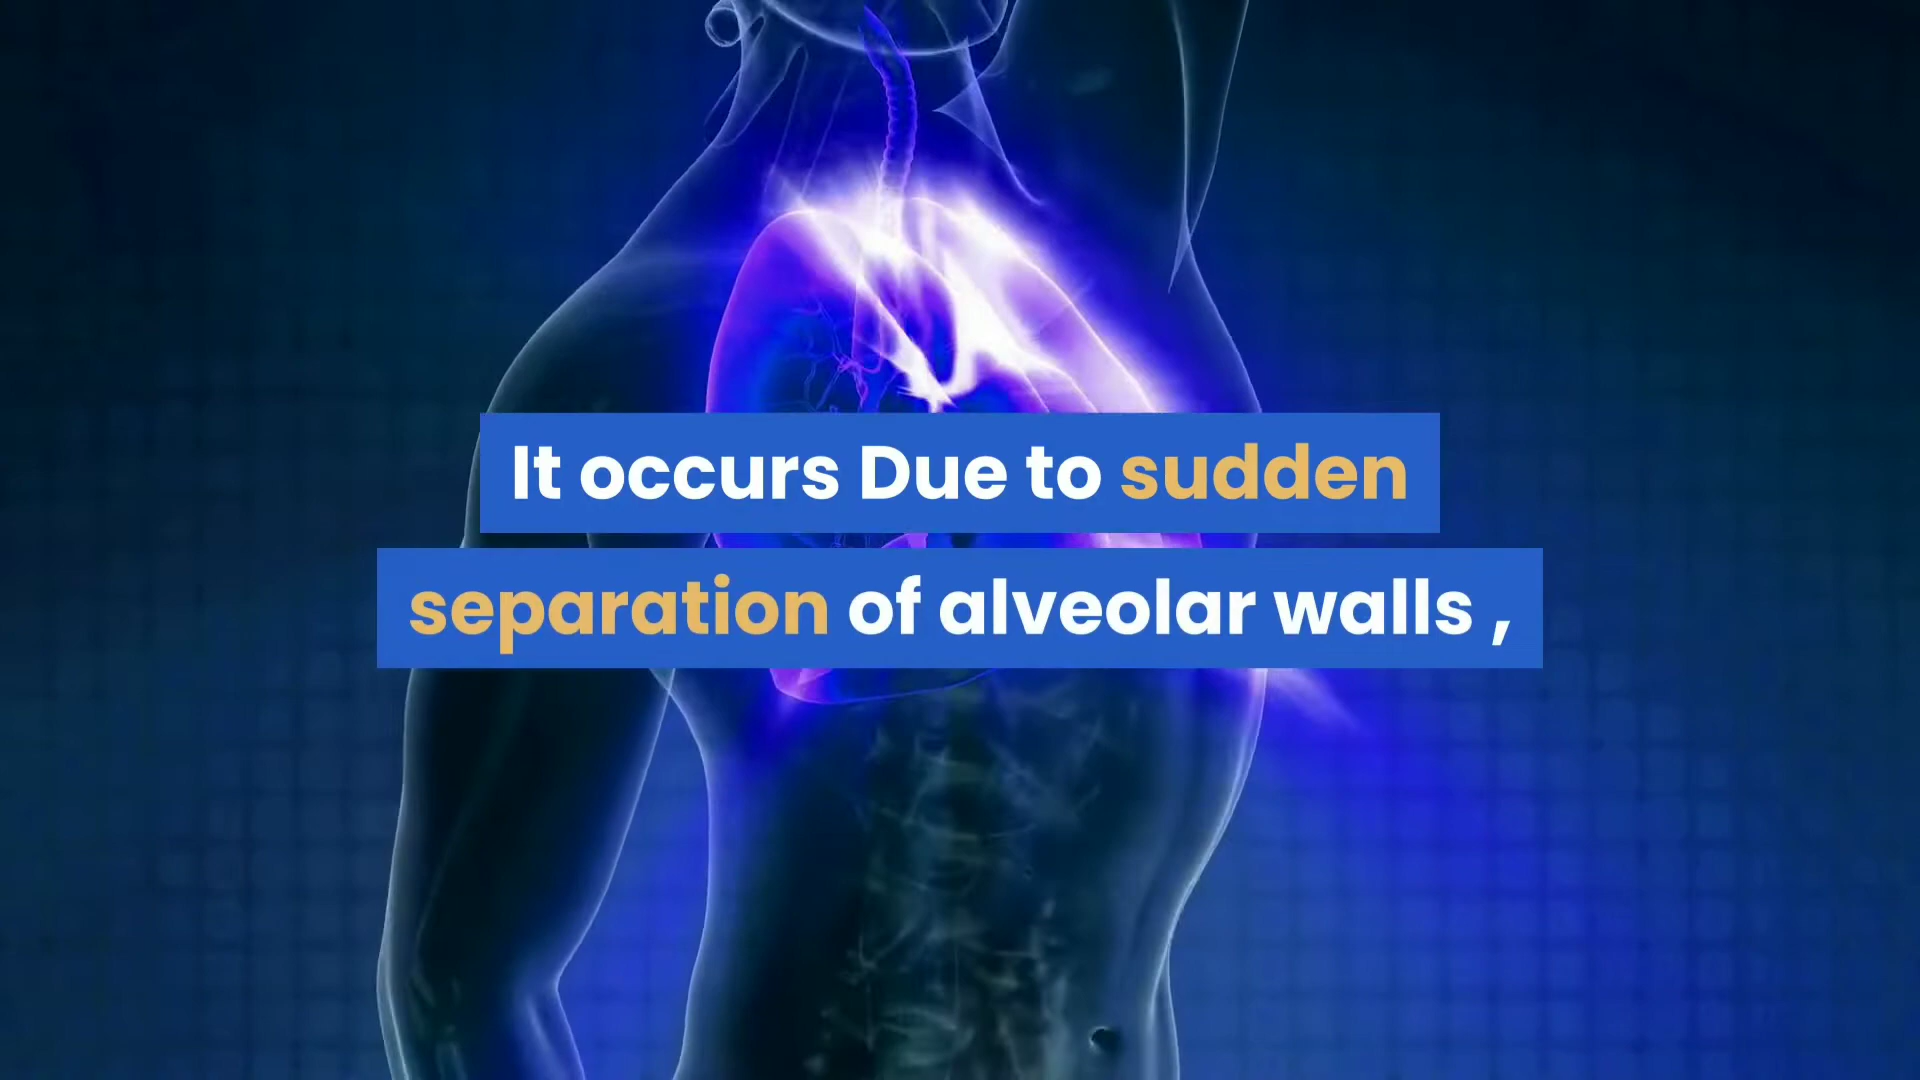 It occurs Due to sudden
separation of alveolar walls ,